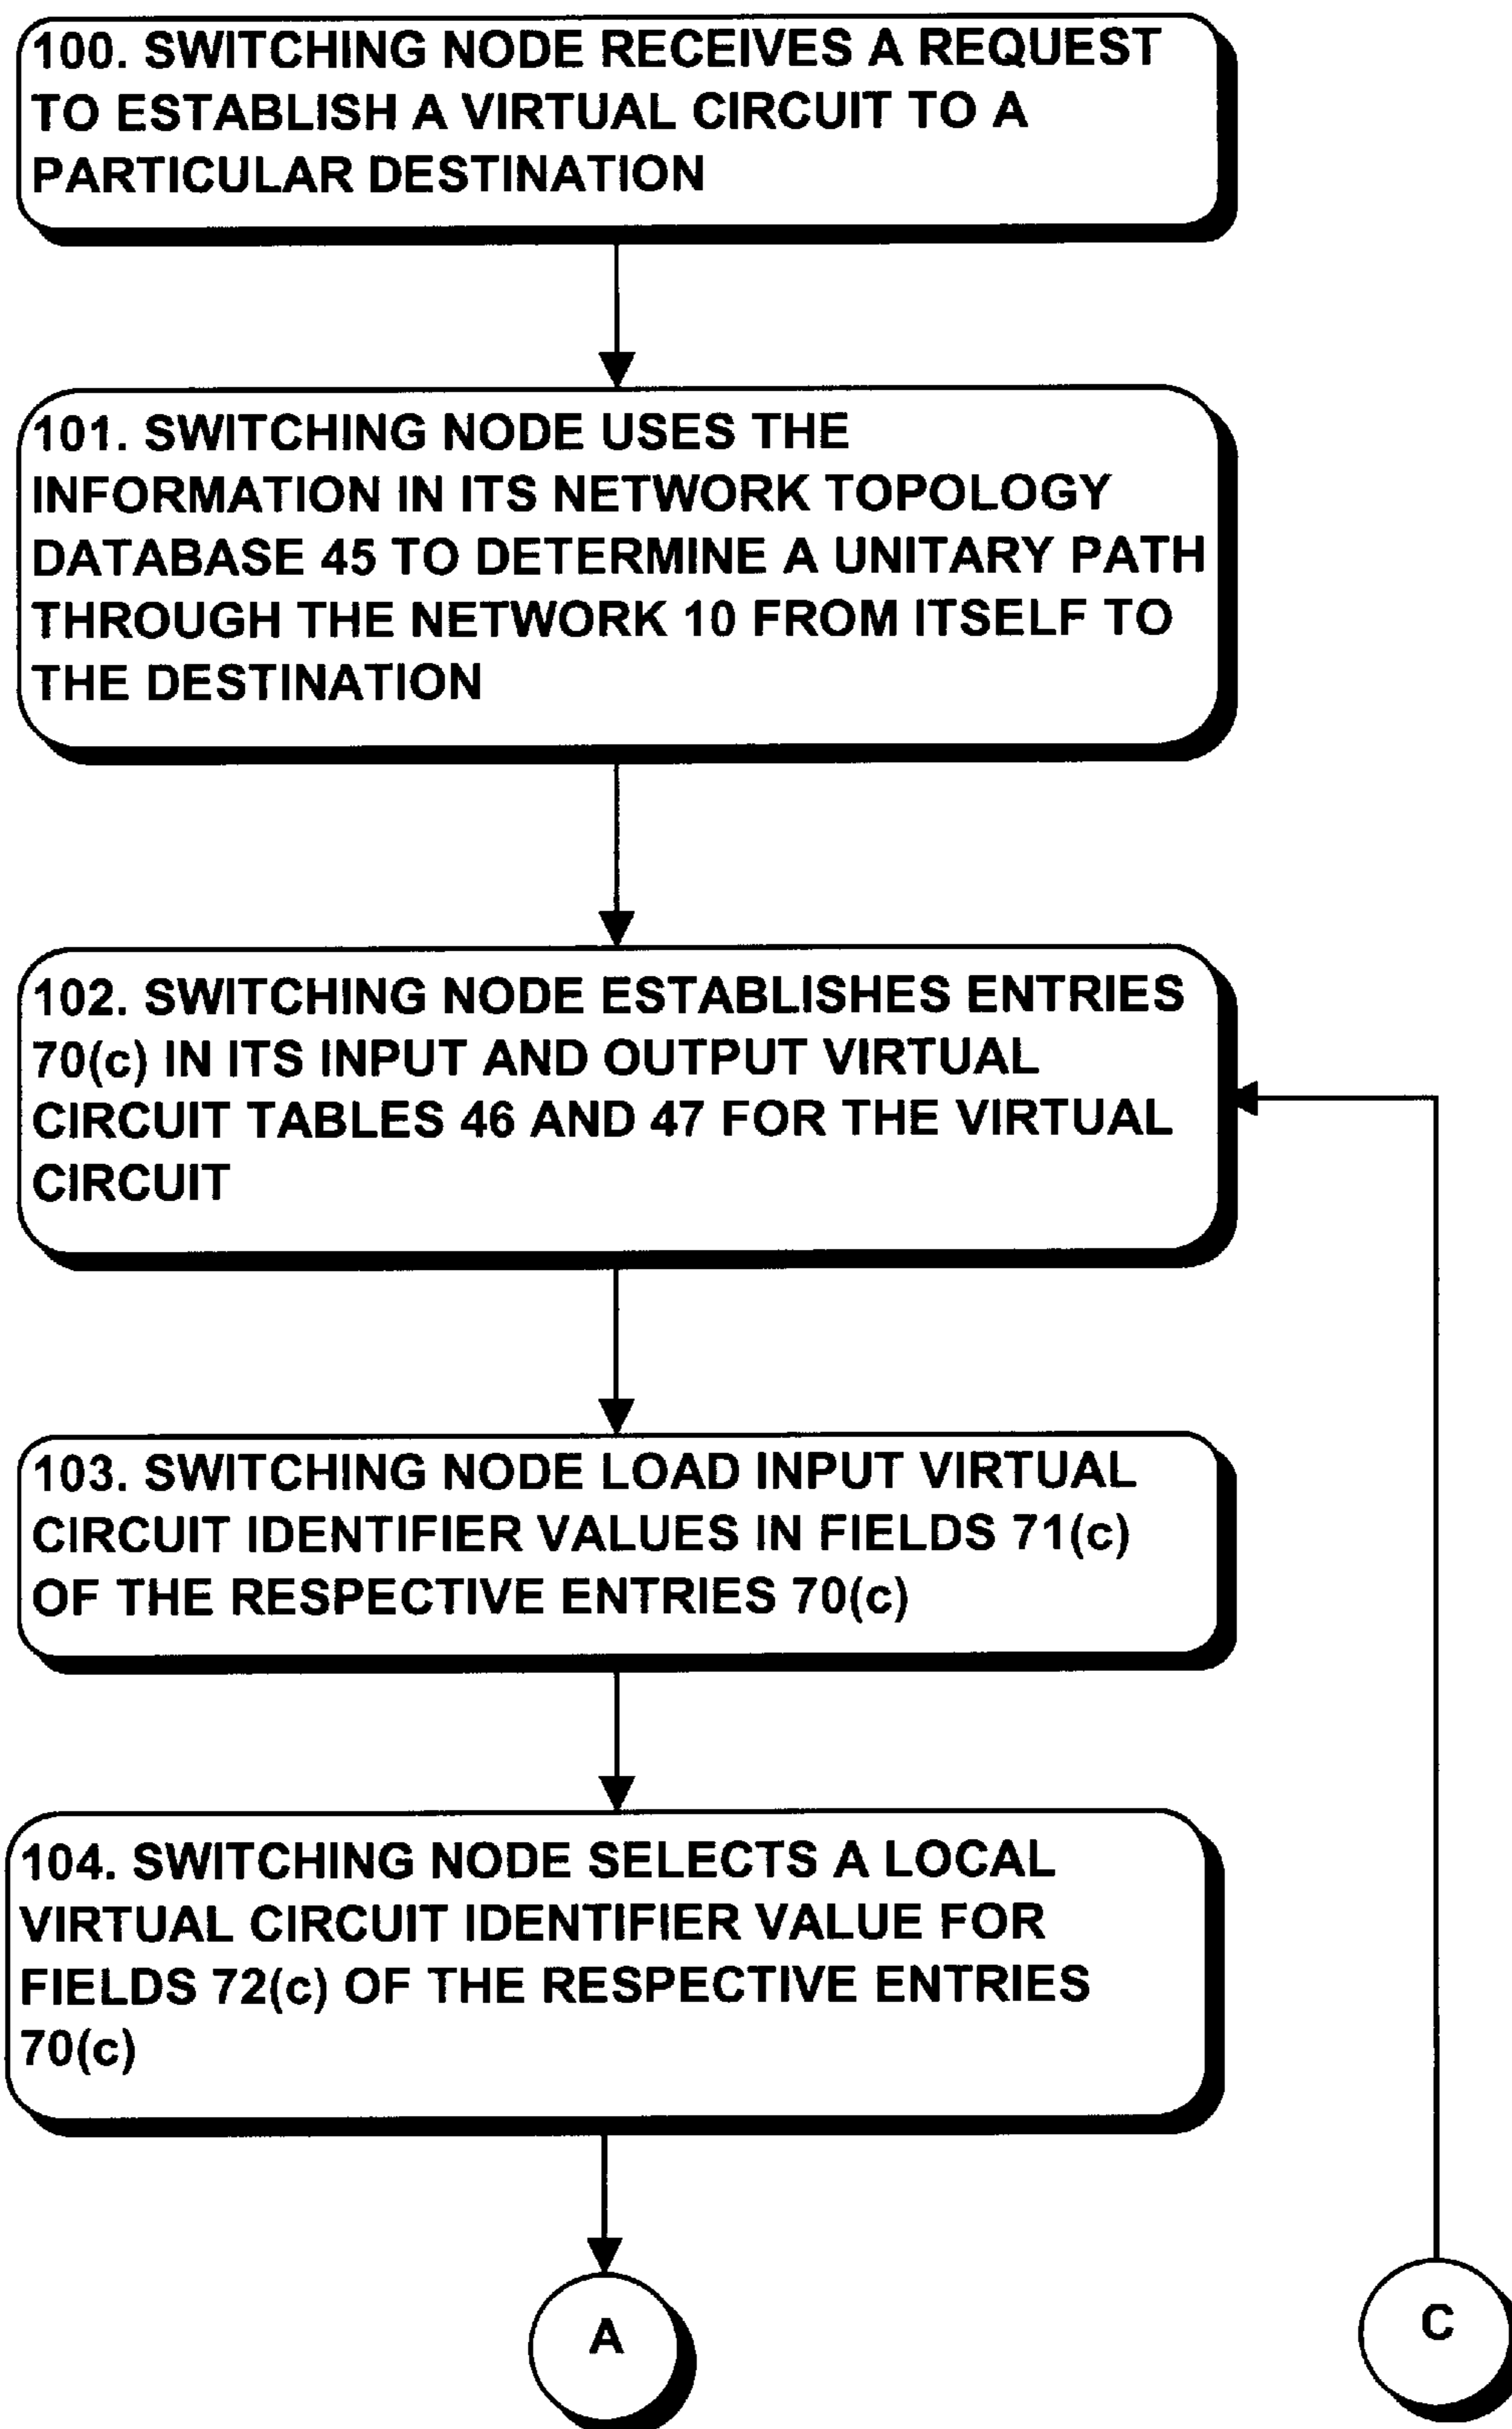 100. SWITCHING NODE RECEIVES A REQUEST
TO ESTABLISH A VIRTUAL CIRCUIT TO A
PARTICULAR DESTINATION
101. SWITCHING NODE USES THE
INFORMATION IN ITS NETWORK TOPOLOGY
DATABASE 45 TO DETERMINE A UNITARY PATH
THROUGH THE NETWORK 10 FROM ITSELF TO
THE DESTINATION
102. SWITCHING NODE ESTABLISHES ENTRIES
70(c) IN ITS INPUT AND OUTPUT VIRTUAL
CIRCUIT TABLES 46 AND 47 FOR THE VIRTUAL
CIRCUIT
103. SWITCHING NODE LOAD INPUT VIRTUAL
CIRCUIT IDENTIFIER VALUES IN FIELDS 71(c)
OF THE RESPECTIVE ENTRIES 70(c)
104. SWITCHING NODE SELECTS A LOCAL
VIRTUAL CIRCUIT IDENTIFIER VALUE FOR
FIELDS 72(c) OF THE RESPECTIVE ENTRIES
70(c)
A
C